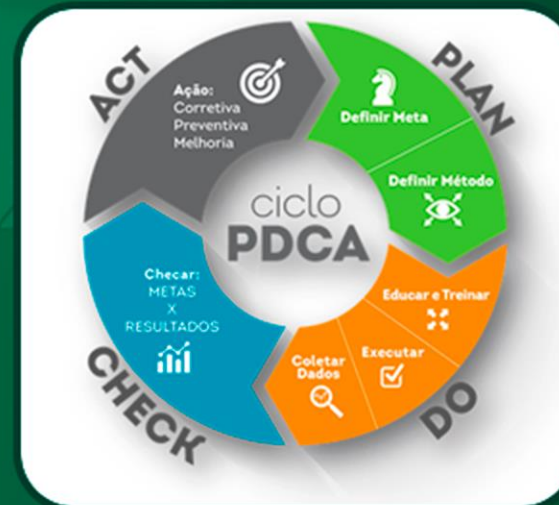 ACT
Ação:
Corretiva
Preventiva
Melhoria
PLAN
Definir Meta
Definir Método
ciclo
PDCA
Educar e Treinar
Executar
Coletar
Dados
DO
Checar:
METAS
X
RESULTADOS
CHECK